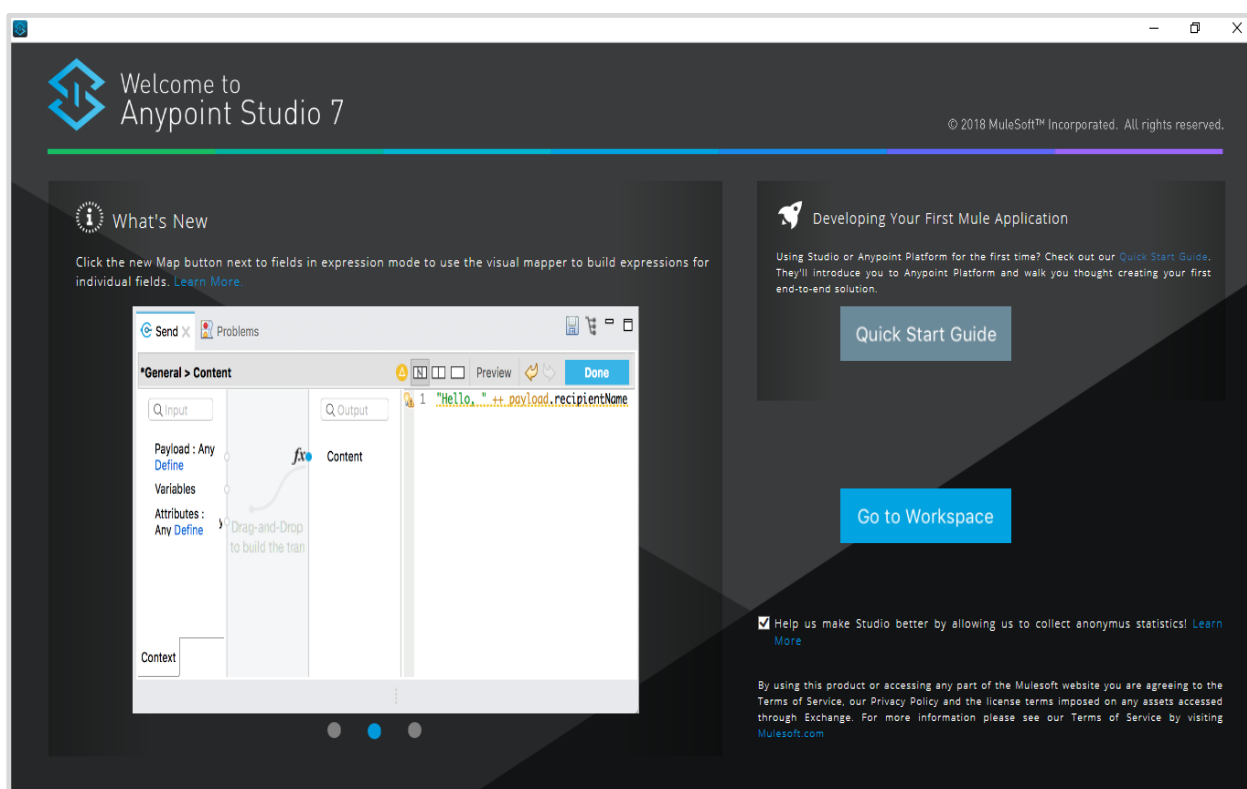 Welcome to
Anypoint Studio 7
© 2018 MuleSoft™ Incorporated. All rights reserved.
What's New
Click the new Map button next to fields in expression mode to use the visual mapper to build expressions for
individual fields. Learn More.
Send
Problems
*General > Content
N
Preview
Done
Input
Output
1 "Hello, " ++ payload.recipientName
Payload : Any
Define
fx
Content
Variables
Attributes :
Any Define
Drag-and-Drop
to build the tran
Context
Developing Your First Mule Application
Using Studio or Anypoint Platform for the first time? Check out our Quick Start Guide.
They'll introduce you to Anypoint Platform and walk you thought creating your first
end-to-end solution.
Quick Start Guide
Go to Workspace
Help us make Studio better by allowing us to collect anonymus statistics! Learn
More
By using this product or accessing any part of the Mulesoft website you are agreeing to the
Terms of Service, our Privacy Policy and the license terms imposed on any assets accessed
through Exchange. For more information please see our Terms of Service by visiting
Mulesoft.com